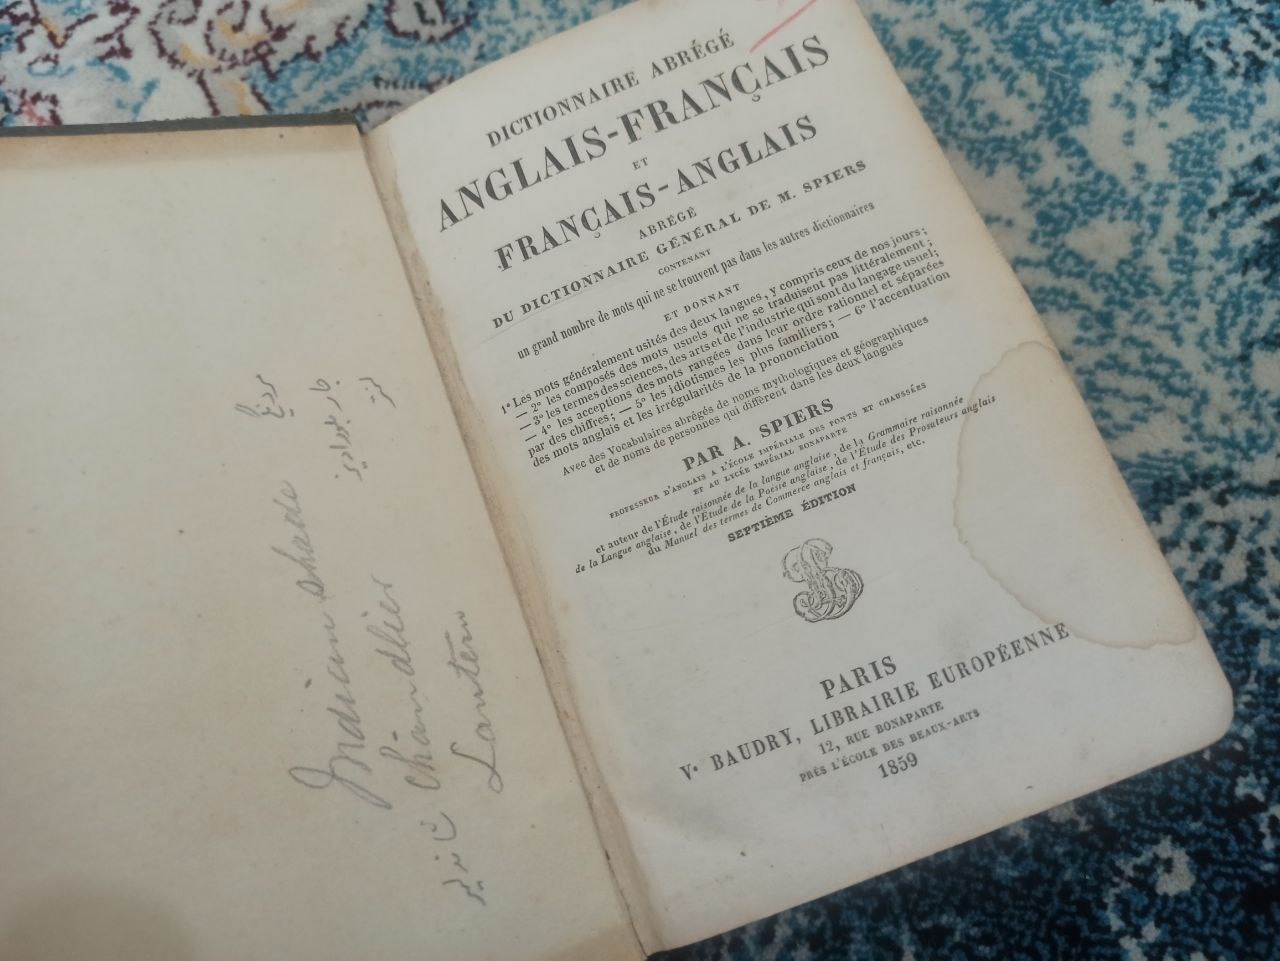 Indian shade
Chandlier
Lantern
DICTIONNAIRE ABRÉGÉ
ANGLAIS-FRANÇAIS
ET
FRANÇAIS-ANGLAIS
ABRÉGÉ
DU DICTIONNAIRE GÉNÉRAL DE M. SPIERS
CONTENANT
un grand nombre de mots qui ne se trouvent pas dans les autres dictionnaires
ET DONNANT
1º Les mots généralement usités des deux langues, y compris ceux de nos jours;
— 2º les composés des mots usuels qui ne se traduisent pas littéralement;
— 3º les termes des sciences, des arts et de l'industrie qui sont du langage usuel;
— 4º les acceptions des mots rangées dans leur ordre rationnel et séparées
par des chiffres; — 5º les idiotismes les plus familiers; — 6º l'accentuation
des mots anglais et les irrégularités de la prononciation
Avec des Vocabulaires abrégés de noms mythologiques et géographiques
et de noms de personnes qui diffèrent dans les deux langues
PAR A. SPIERS
PROFESSEUR D'ANGLAIS A L'ÉCOLE IMPÉRIALE DES PONTS ET CHAUSSÉES
ET AU LYCÉE IMPÉRIAL BONAPARTE
et auteur de l'Étude raisonnée de la langue anglaise, de la Grammaire raisonnée
de la Langue anglaise, de l'Étude de la Poésie anglaise, de l'Étude des Prosateurs anglais
du Manuel des termes de Commerce anglais et français, etc.
SEPTIÈME ÉDITION
PARIS
Vᵉ BAUDRY, LIBRAIRIE EUROPÉENNE
12, RUE BONAPARTE
PRÈS L'ÉCOLE DES BEAUX-ARTS
1859